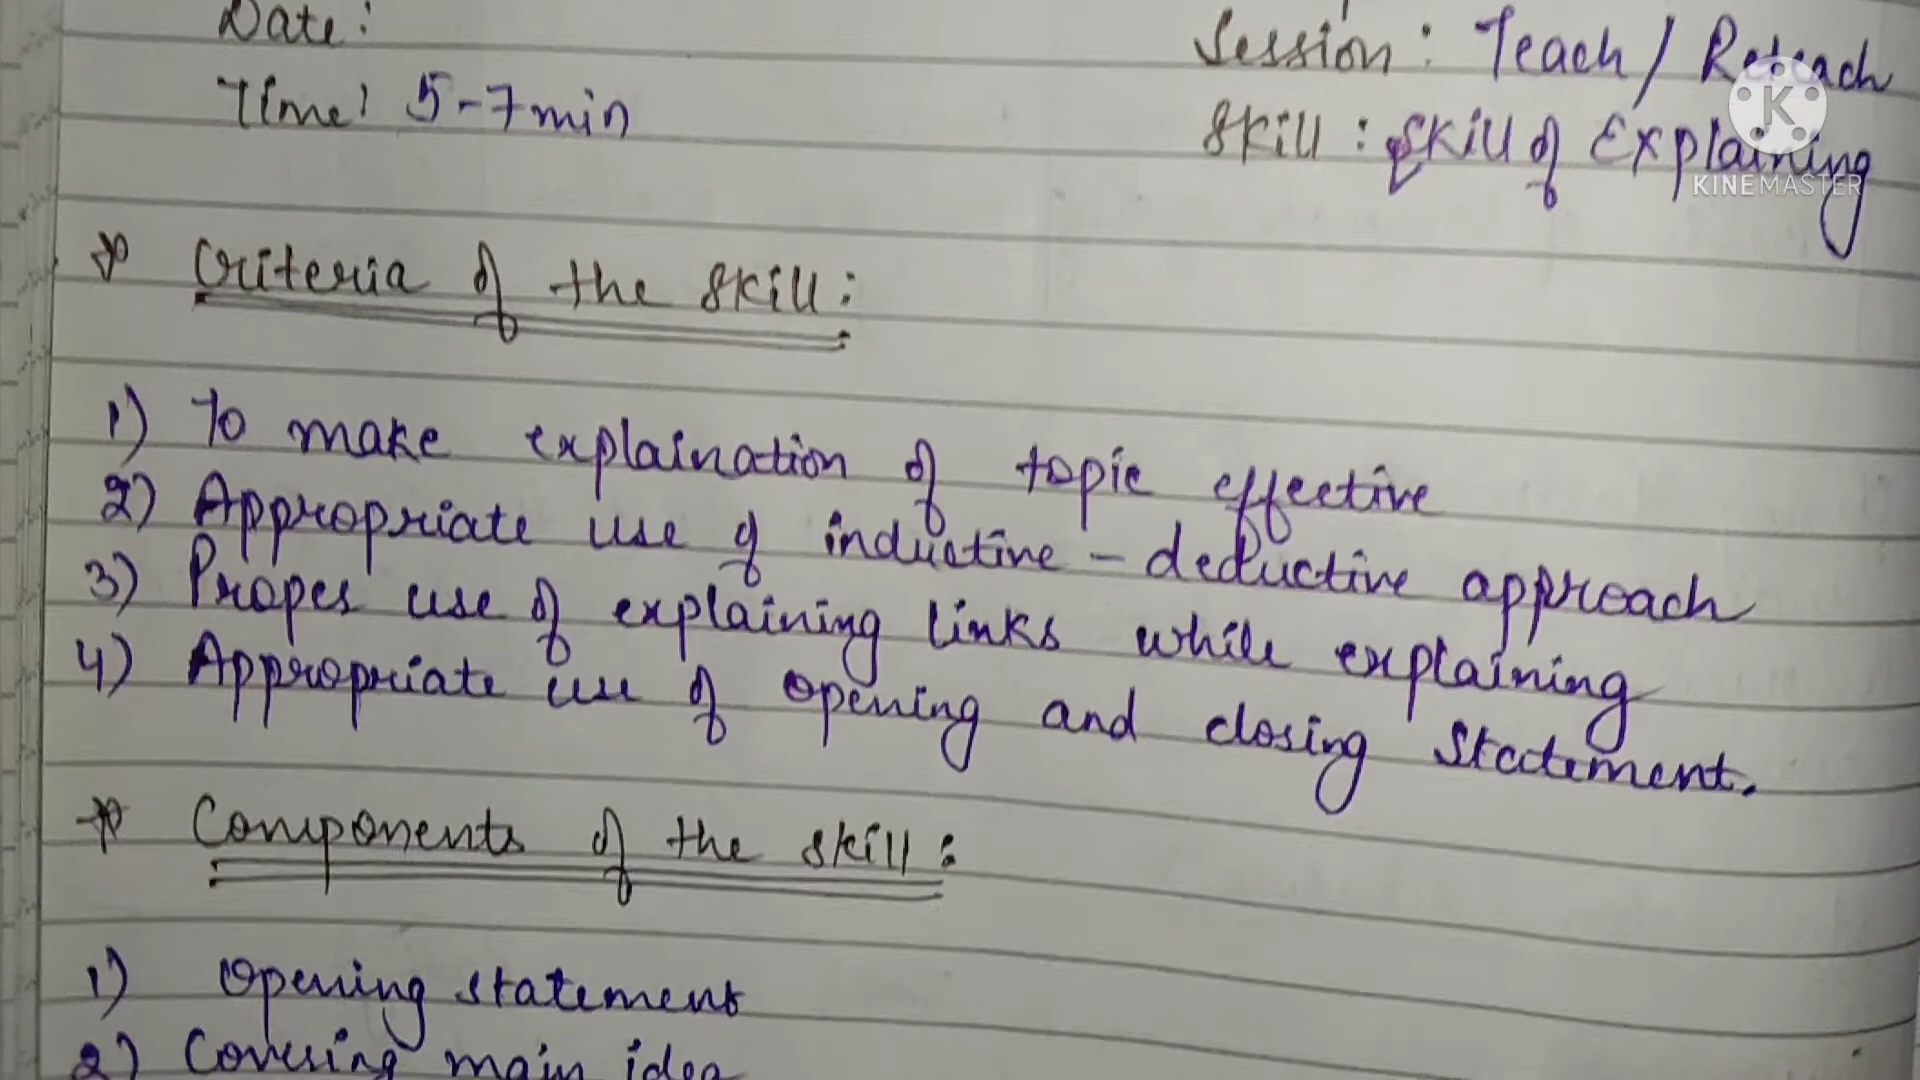 Date:
Time: 5-7min
Session: Teach / Reteach
Skill: Skill of Explaining
KINEMASTER
Criteria of the skill:
1) To make explaination of topic effective
2) Appropriate use of inductive - deductive approach
3) Proper use of explaining links while explaining
4) Appropriate use of opening and closing statement.
Components of the skill:
1) Opening statement
2) Covering main idea